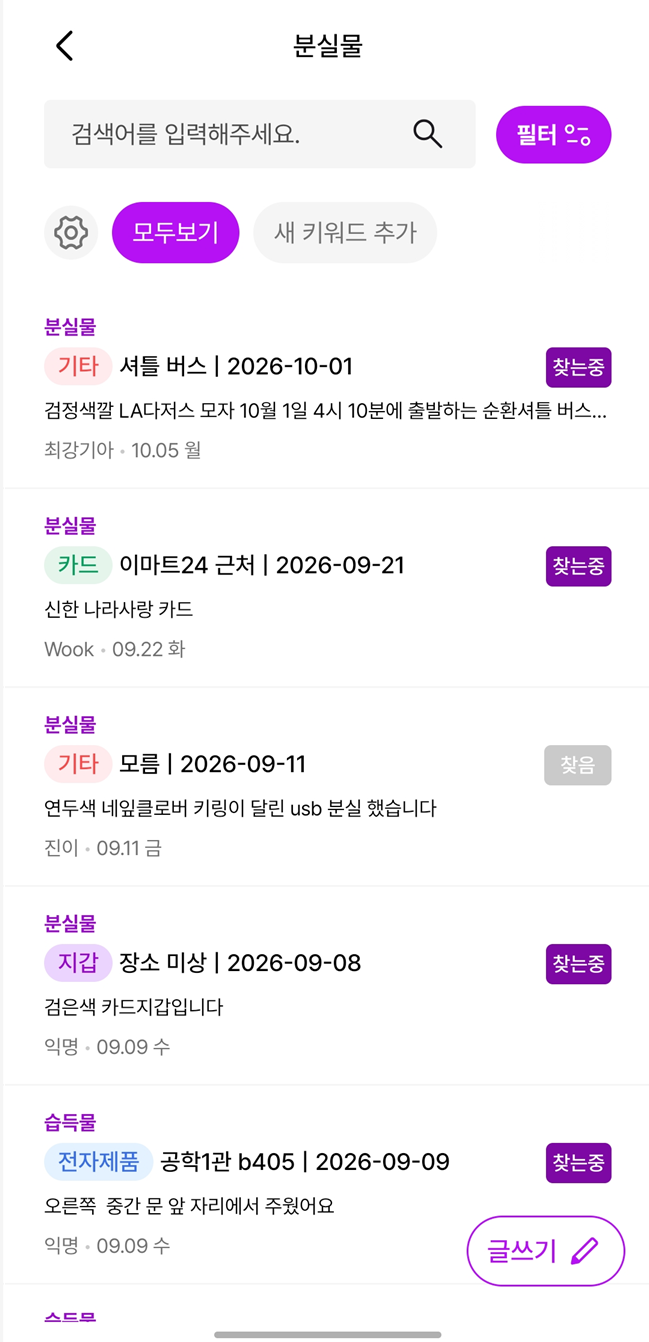 분실물
검색어를 입력해주세요.
필터
모두보기
새 키워드 추가
분실물
기타 셔틀 버스 | 2026-10-01 찾는중
검정색깔 LA다저스 모자 10월 1일 4시 10분에 출발하는 순환셔틀 버스...
최강기아 • 10.05 월
분실물
카드 이마트24 근처 | 2026-09-21 찾는중
신한 나라사랑 카드
Wook • 09.22 화
분실물
기타 모름 | 2026-09-11 찾음
연두색 네잎클로버 키링이 달린 usb 분실 했습니다
진이 • 09.11 금
분실물
지갑 장소 미상 | 2026-09-08 찾는중
검은색 카드지갑입니다
익명 • 09.09 수
습득물
전자제품 공학1관 b405 | 2026-09-09 찾는중
오른쪽  중간 문 앞 자리에서 주웠어요
익명 • 09.09 수
글쓰기